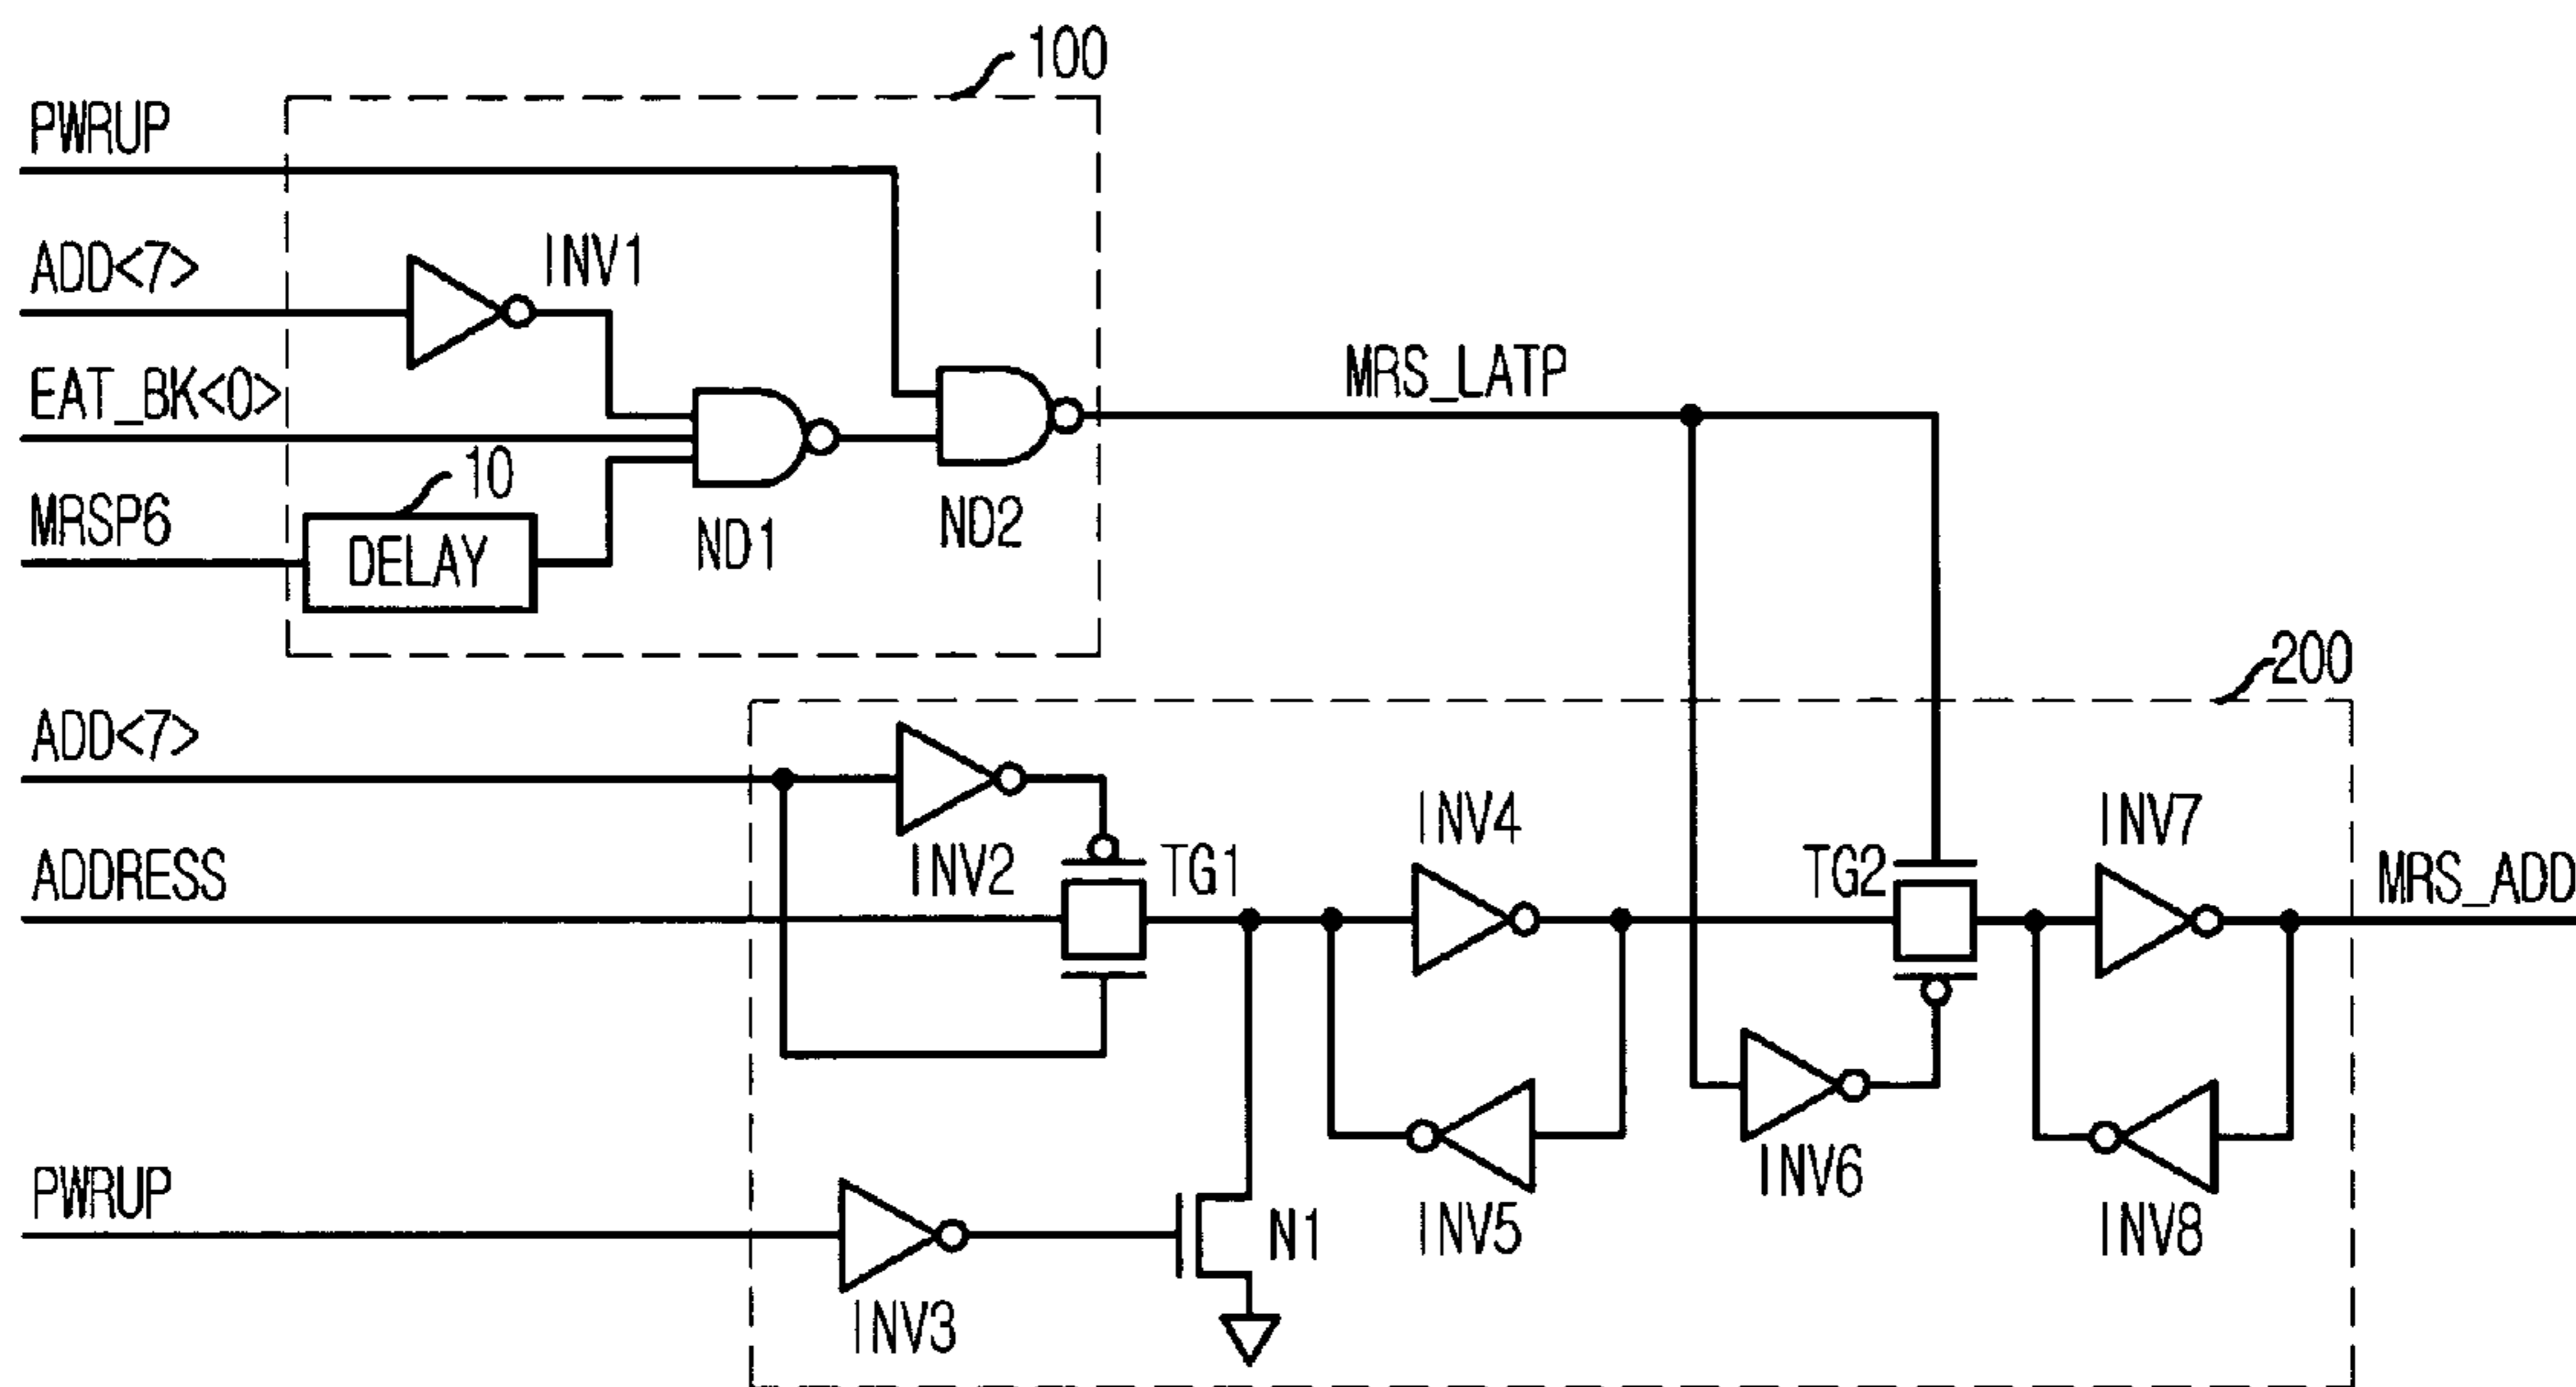 100
PWRUP
ADD<7>
INV1
EAT_BK<0>
MRS_LATP
10
MRSP6
DELAY
ND1
ND2
200
ADD<7>
INV2
TG1
INV4
TG2
INV7
ADDRESS
MRS_ADD
PWRUP
INV3
N1
INV5
INV6
INV8